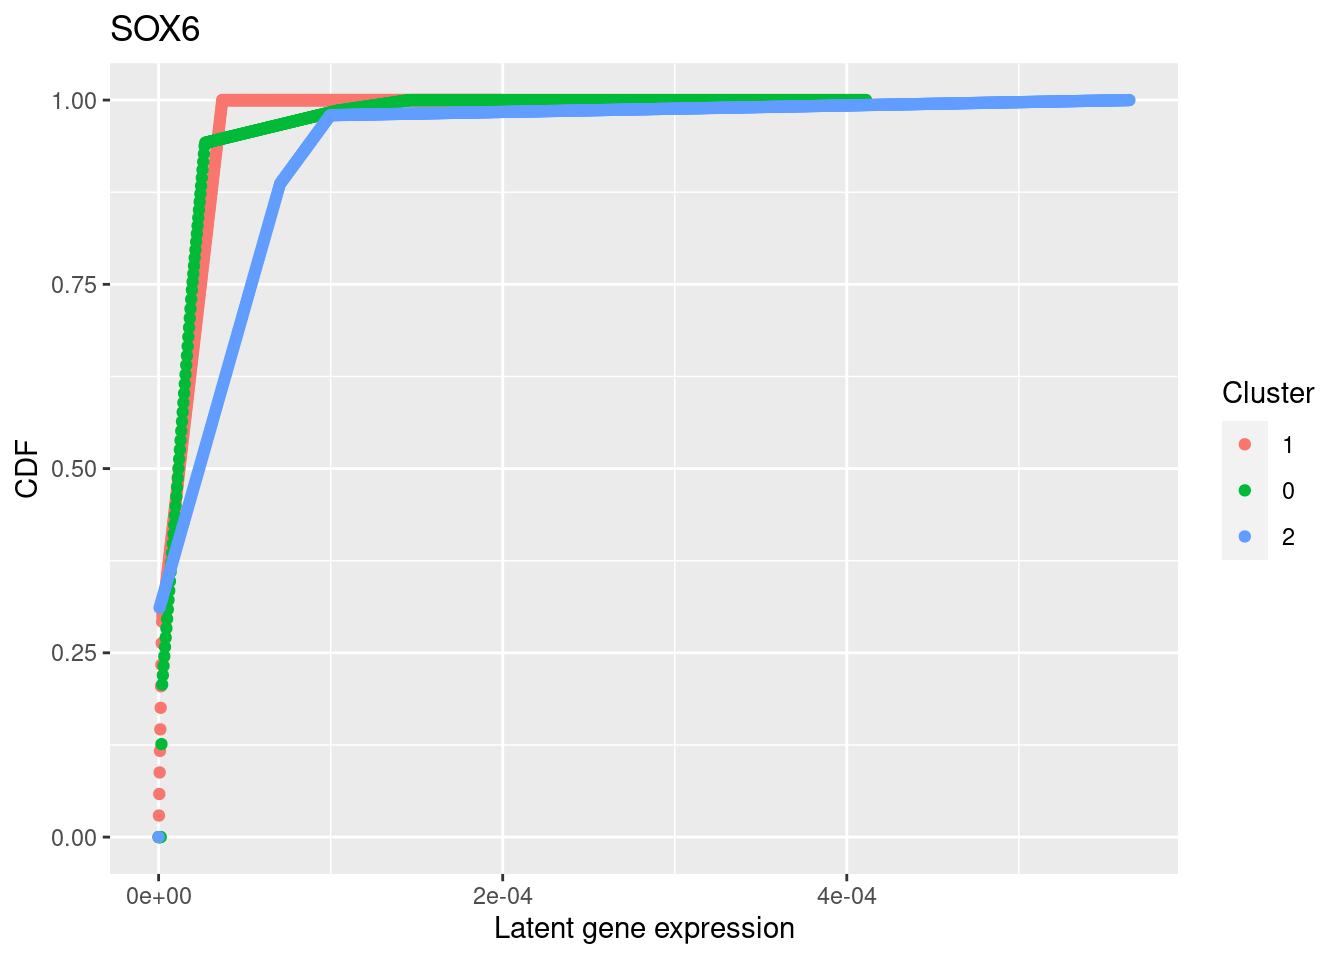 SOX6
1.00
0.75
0.50
0.25
0.00
CDF
0e+00
2e-04
4e-04
Latent gene expression
Cluster
1
0
2